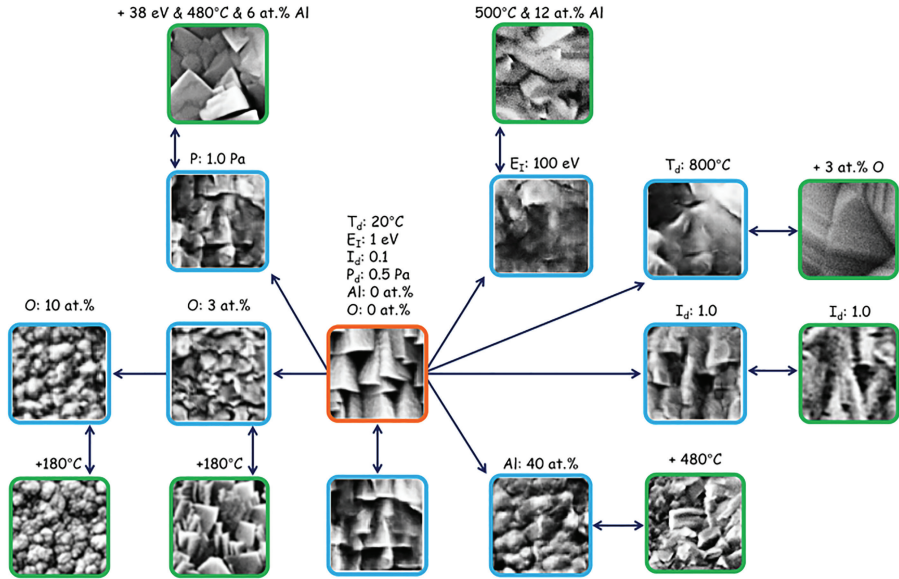 + 38 eV & 480°C & 6 at.% Al
500°C & 12 at.% Al
P: 1.0 Pa
E_I: 100 eV
T_d: 800°C
+ 3 at.% O
T_d: 20°C
E_I: 1 eV
I_d: 0.1
P_d: 0.5 Pa
Al: 0 at.%
O: 0 at.%
O: 10 at.%
O: 3 at.%
I_d: 1.0
I_d: 1.0
+180°C
+180°C
Al: 40 at.%
+ 480°C